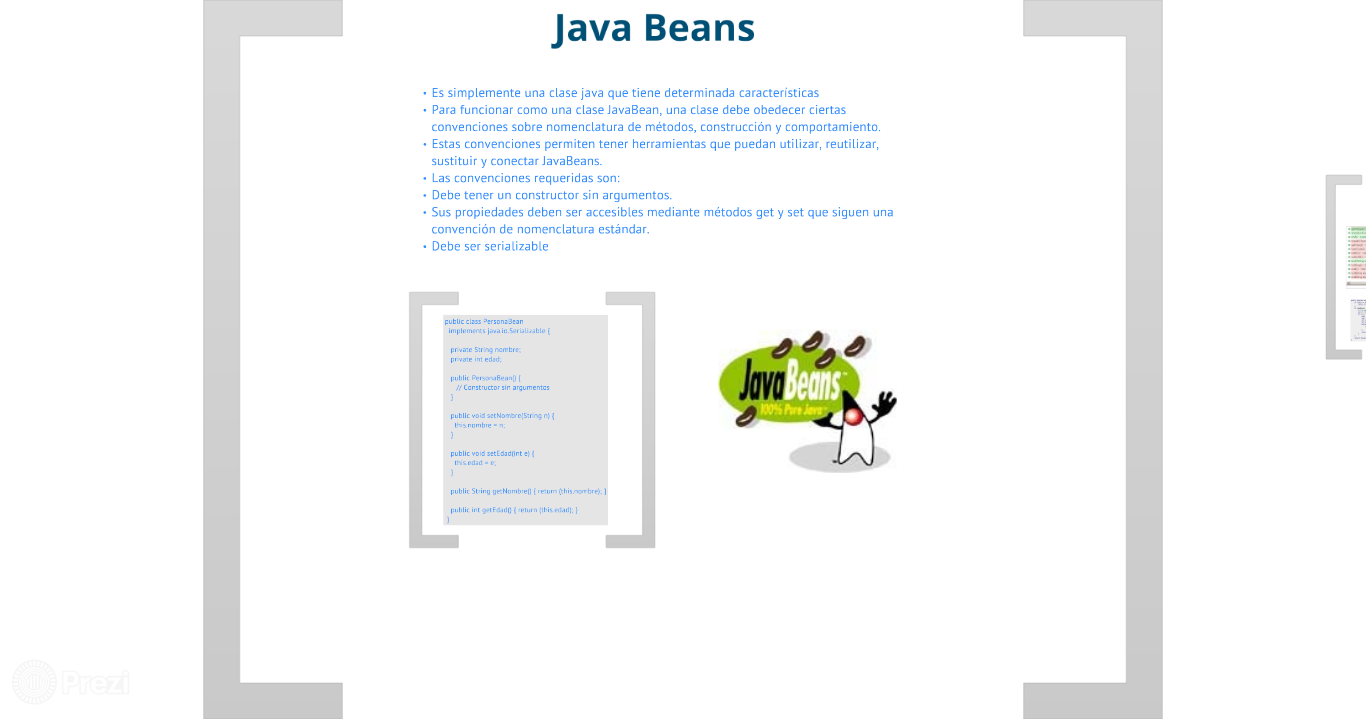 Java Beans
• Es simplemente una clase java que tiene determinada características
• Para funcionar como una clase JavaBean, una clase debe obedecer ciertas
convenciones sobre nomenclatura de métodos, construcción y comportamiento.
• Estas convenciones permiten tener herramientas que puedan utilizar, reutilizar,
sustituir y conectar JavaBeans.
• Las convenciones requeridas son:
• Debe tener un constructor sin argumentos.
• Sus propiedades deben ser accesibles mediante métodos get y set que siguen una
convención de nomenclatura estándar.
• Debe ser serializable
public class PersonaBean
implements java.io.Serializable {
private String nombre;
private int edad;
public PersonaBean() {
// Constructor sin argumentos
}
public void setNombre(String n) {
this.nombre = n;
}
public void setEdad(int e) {
this.edad = e;
}
public String getNombre() { return (this.nombre); }
public int getEdad() { return (this.edad); }
}
JavaBeans™
100% Pure Java™
Prezi